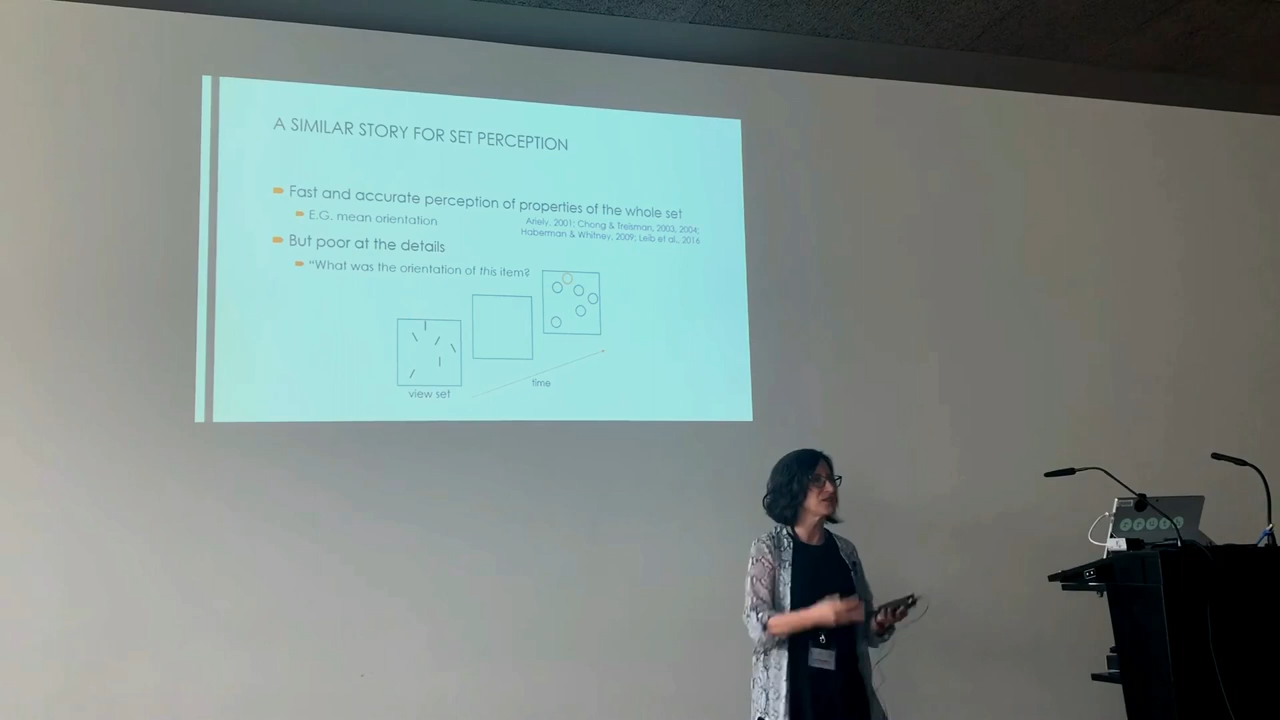 A SIMILAR STORY FOR SET PERCEPTION
Fast and accurate perception of properties of the whole set
E.G. mean orientation
Ariely, 2001; Chong & Treisman, 2003, 2004;
Haberman & Whitney, 2009; Leib et al., 2016
But poor at the details
“What was the orientation of this item?
view set
time